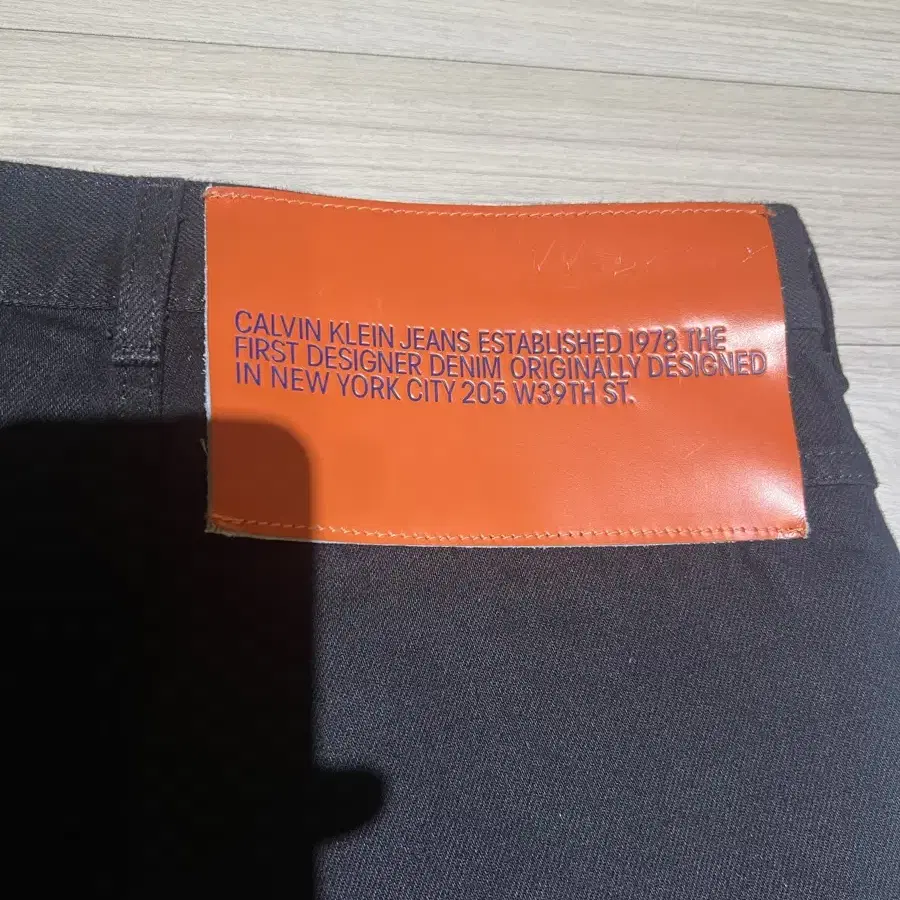 CALVIN KLEIN JEANS ESTABLISHED 1978 THE
FIRST DESIGNER DENIM ORIGINALLY DESIGNED
IN NEW YORK CITY 205 W39TH ST.